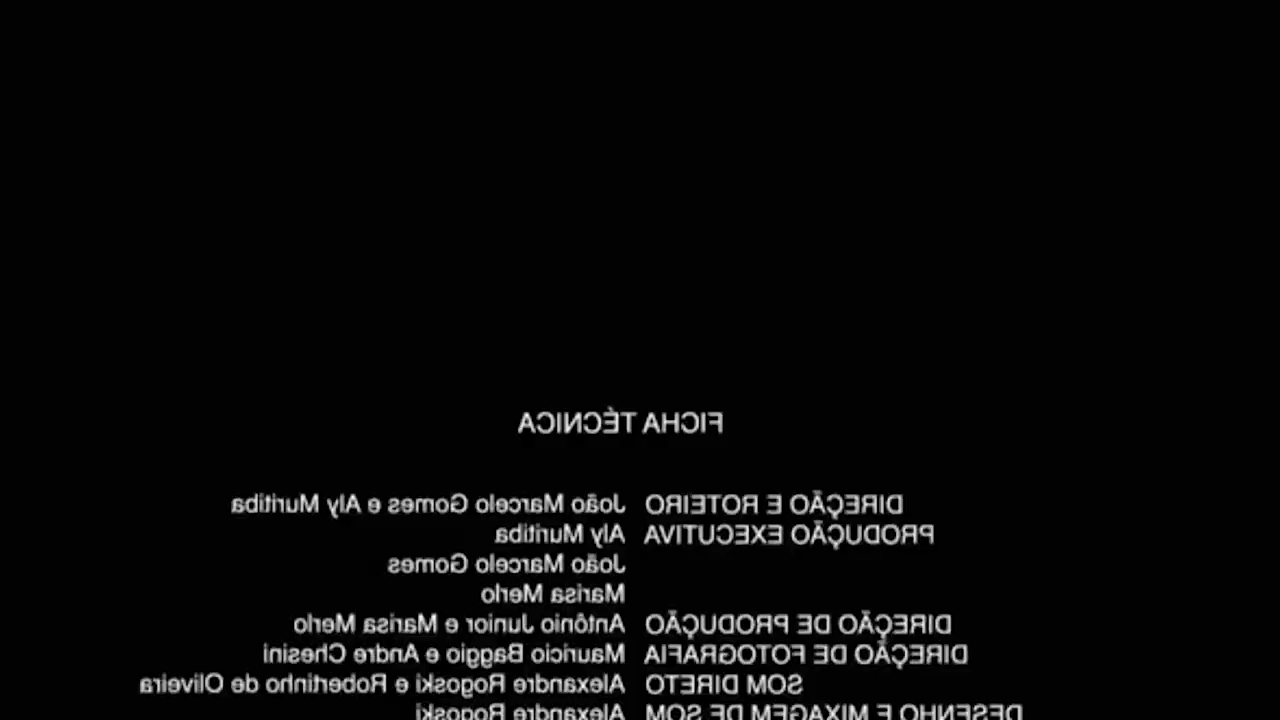 FICHA TÉCNICA
DIREÇÃO E ROTEIRO João Marcelo Gomes e Aly Muritiba
PRODUÇÃO EXECUTIVA Aly Muritiba
João Marcelo Gomes
Marisa Merlo
DIREÇÃO DE PRODUÇÃO Antônio Junior e Marisa Merlo
DIREÇÃO DE FOTOGRAFIA Mauricio Baggio e Andre Chesini
SOM DIRETO Alexandre Rogoski e Robertinho de Oliveira
DESENHO E MIXAGEM DE SOM Alexandre Rogoski